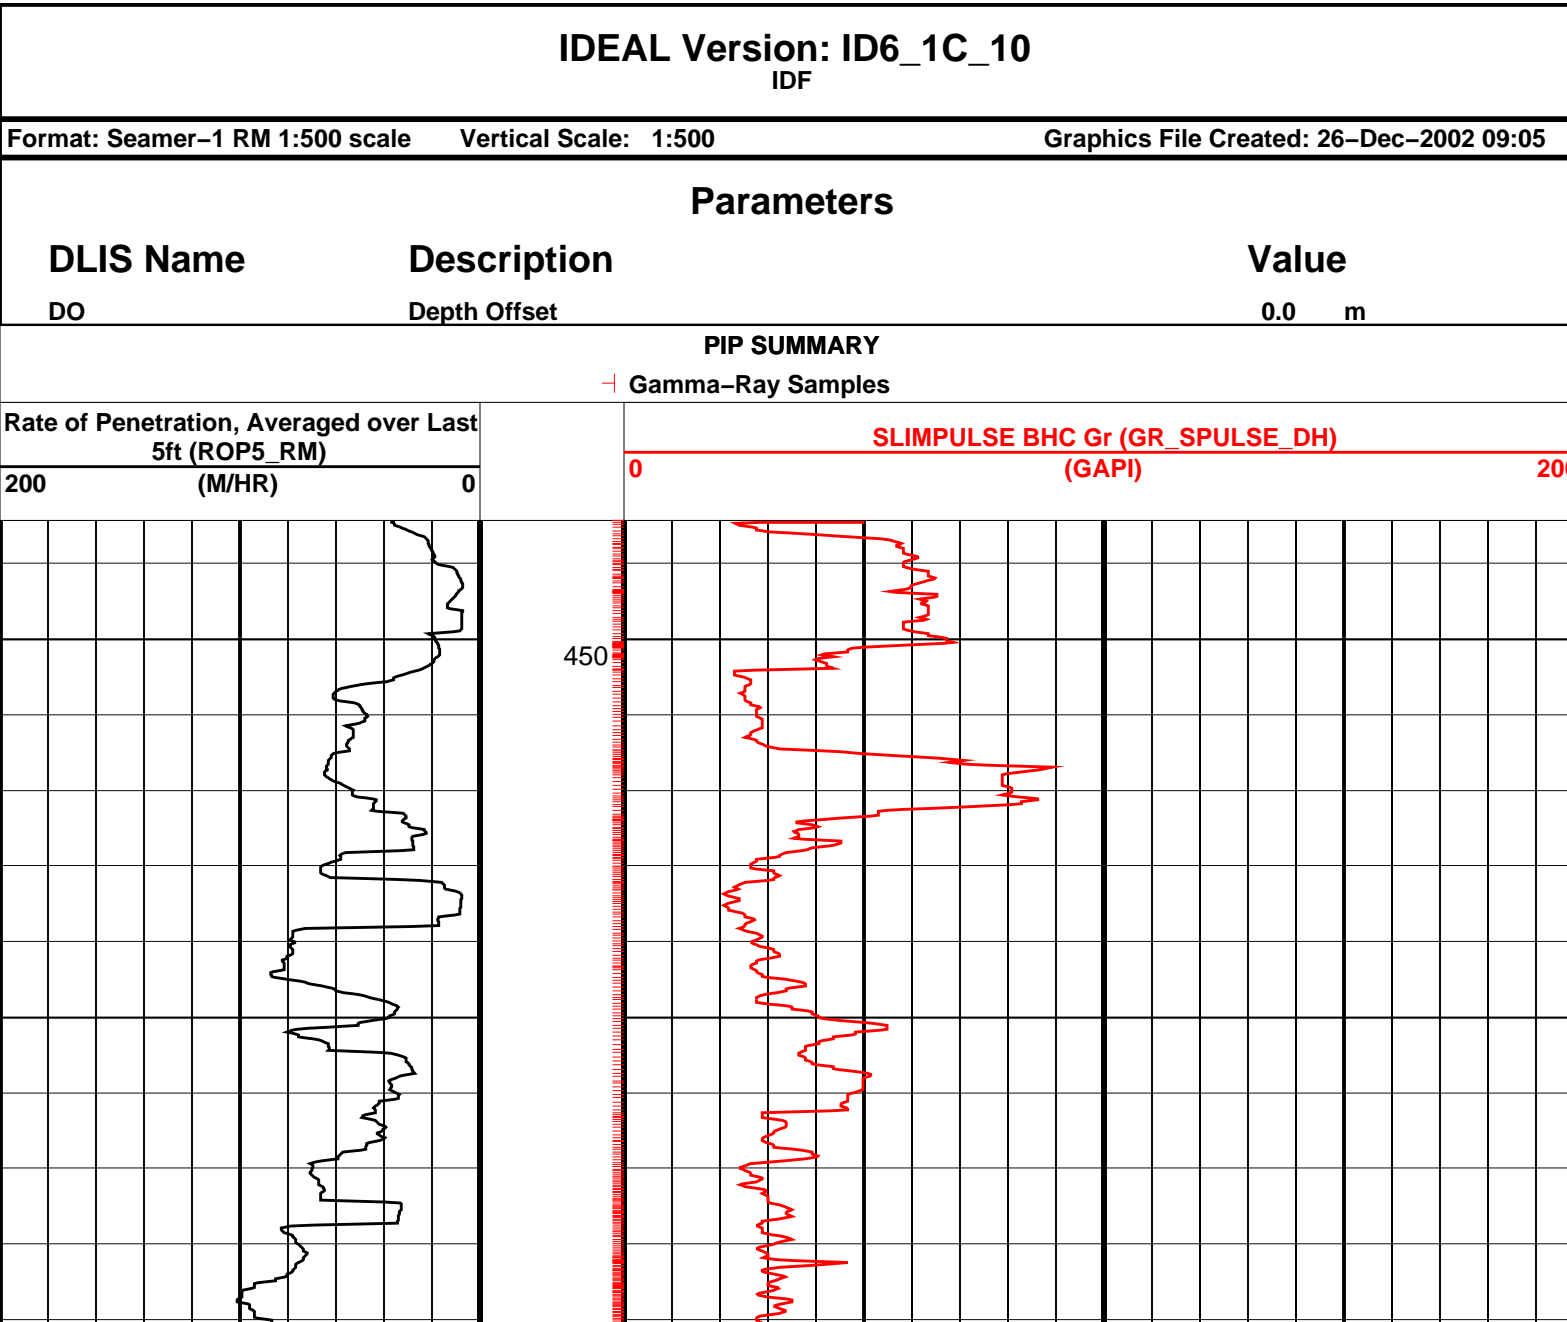 IDEAL Version: ID6_1C_10
IDF
Format: Seamer−1 RM 1:500 scale Vertical Scale: 1:500 Graphics File Created: 26−Dec−2002 09:05
Parameters
DLIS Name Description Value
DO Depth Offset 0.0 m
PIP SUMMARY
Gamma−Ray Samples
Rate of Penetration, Averaged over Last
5ft (ROP5_RM)
200 (M/HR) 0
SLIMPULSE BHC Gr (GR_SPULSE_DH)
0 (GAPI) 200
450